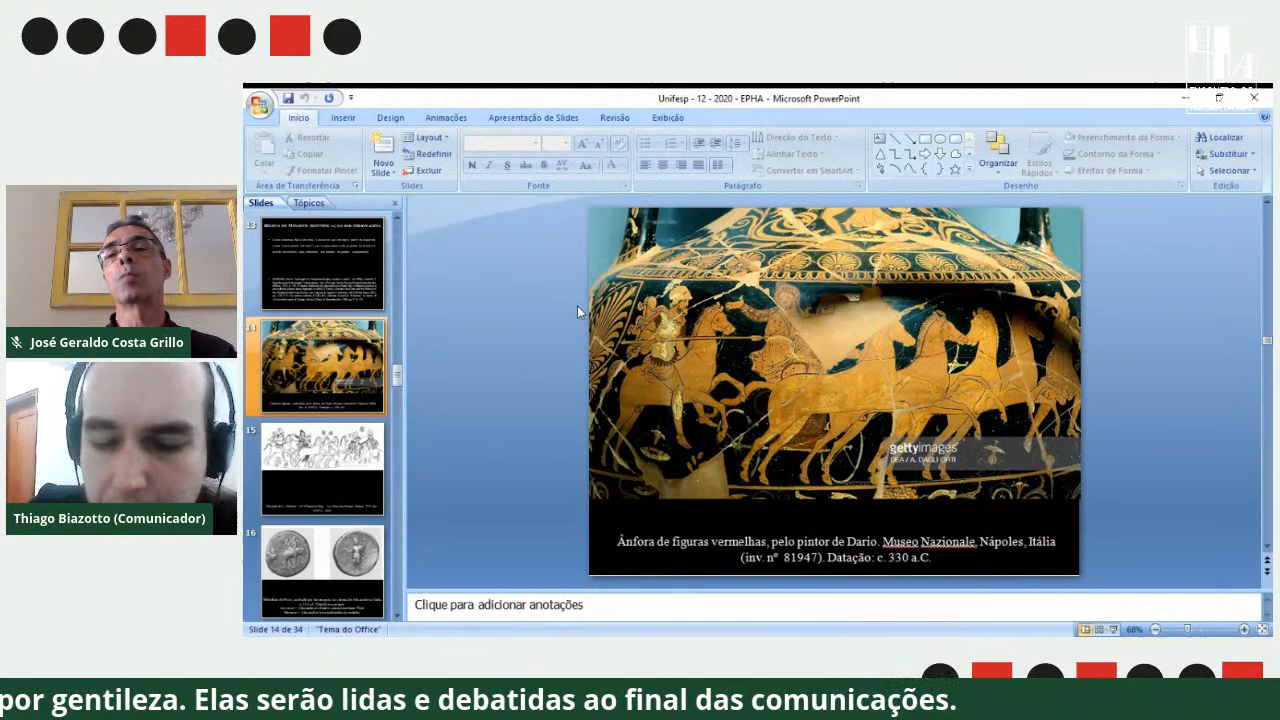 Unifesp - 12 - 2020 - EPHA - Microsoft PowerPoint
Início Inserir Design Animações Apresentação de Slides Revisão Exibição
Colar
Recortar
Copiar
Formatar Pincel
Área de Transferência
Novo Slide
Layout
Redefinir
Excluir
Slides
Fonte
Direção do Texto
Alinhar Texto
Converter em SmartArt
Parágrafo
Organizar
Estilos Rápidos
Preenchimento da Forma
Contorno da Forma
Efeitos de Forma
Desenho
Localizar
Substituir
Selecionar
Edição
Slides Tópicos
13
14
15
16
gettyimages
DEA / A. DAGLI ORTI
Ânfora de figuras vermelhas, pelo pintor de Dario. Museo Nazionale, Nápoles, Itália
(inv. nº 81947). Datação: c. 330 a.C.
Clique para adicionar anotações
Slide 14 de 34 "Tema do Office" 68%
José Geraldo Costa Grillo
Thiago Biazotto (Comunicador)
por gentileza. Elas serão lidas e debatidas ao final das comunicações.